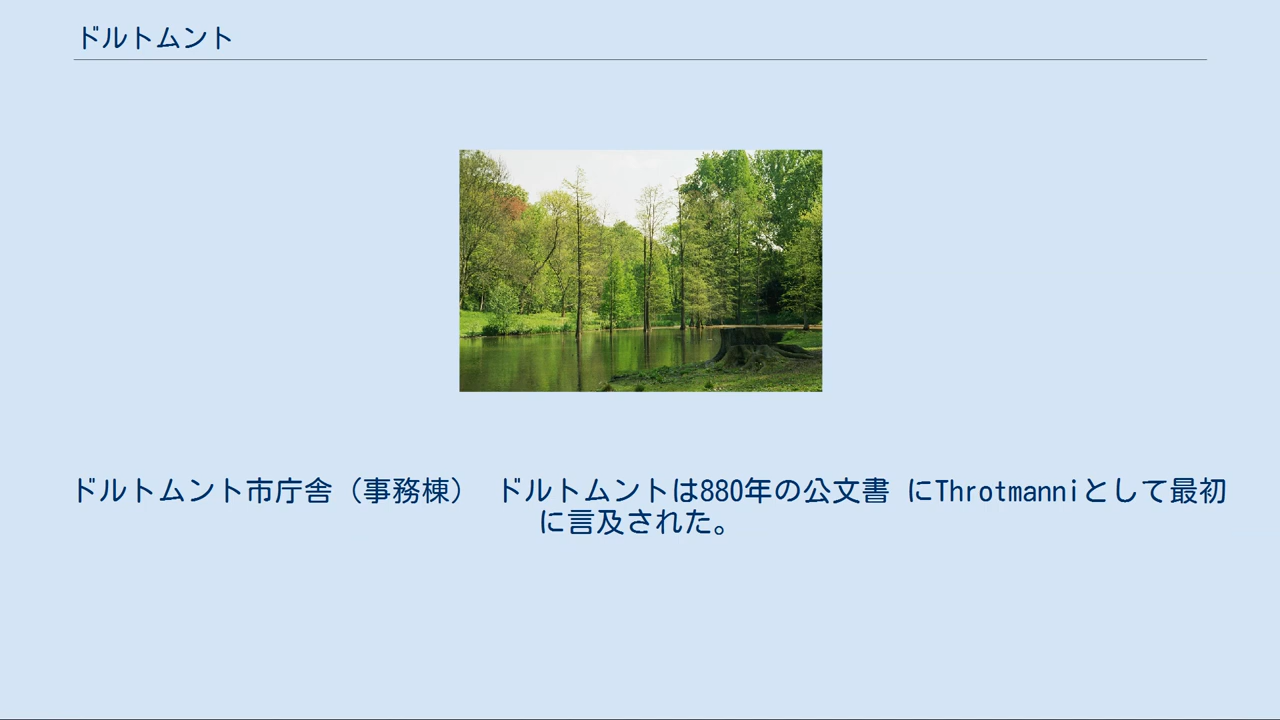 ドルトムント
ドルトムント市庁舎（事務棟）　ドルトムントは880年の公文書 にThrotmanniとして最初
に言及された。